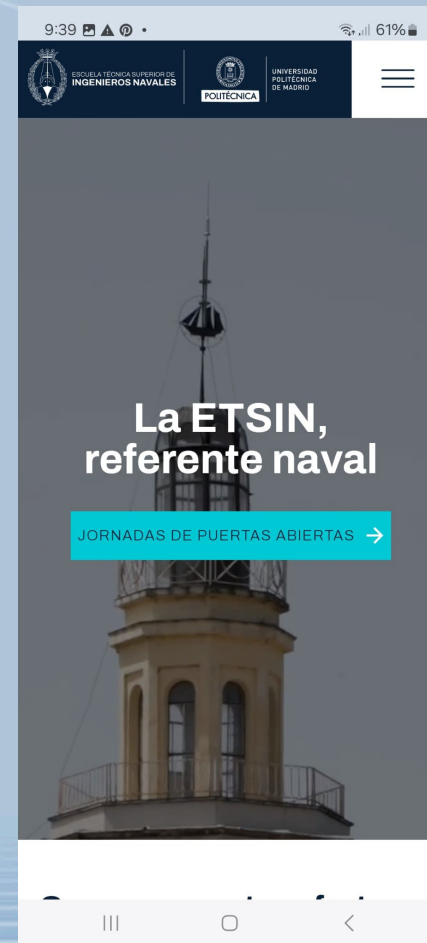 9:39
61%
ESCUELA TÉCNICA SUPERIOR DE
INGENIEROS NAVALES
POLITÉCNICA
UNIVERSIDAD
POLITÉCNICA
DE MADRID
La ETSIN,
referente naval
JORNADAS DE PUERTAS ABIERTAS